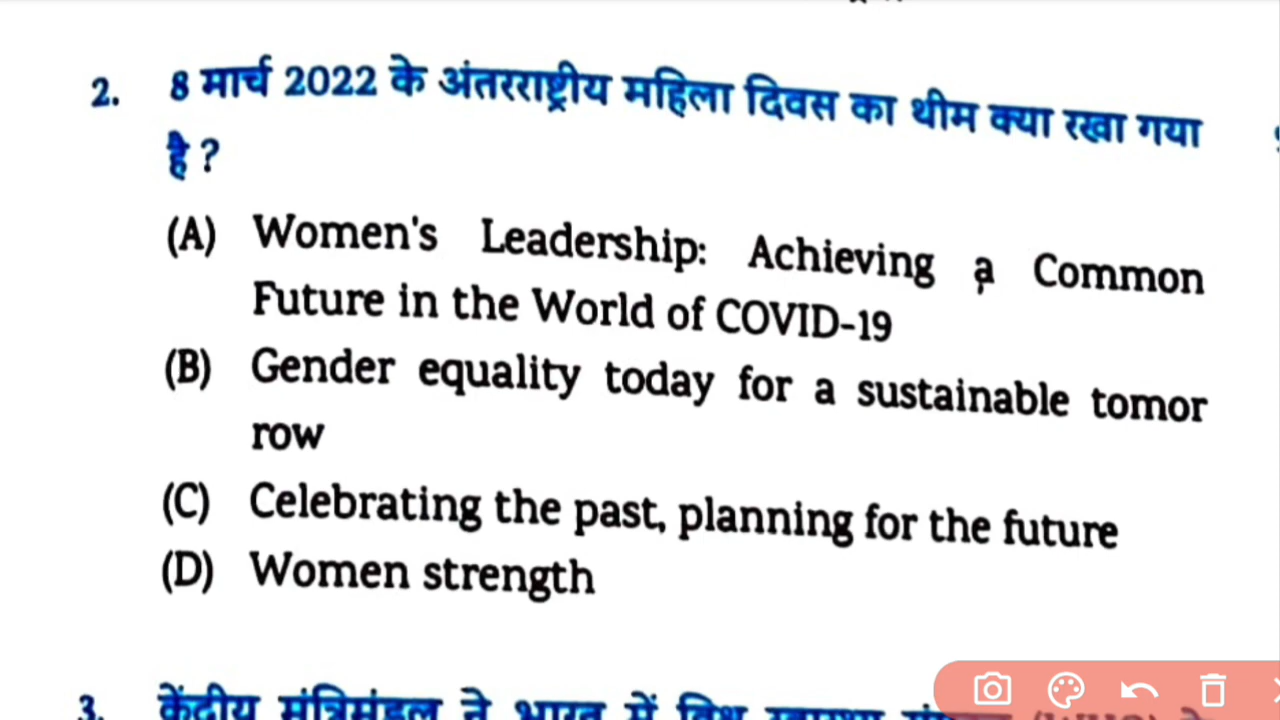 2. 8 मार्च 2022 के अंतरराष्ट्रीय महिला दिवस का थीम क्या रखा गया
है ?
(A) Women's Leadership: Achieving a Common
Future in the World of COVID-19
(B) Gender equality today for a sustainable tomor
row
(C) Celebrating the past, planning for the future
(D) Women strength
3. केंद्रीय मंत्रिमंडल ने भारत में विश्व स्वास्थ्य